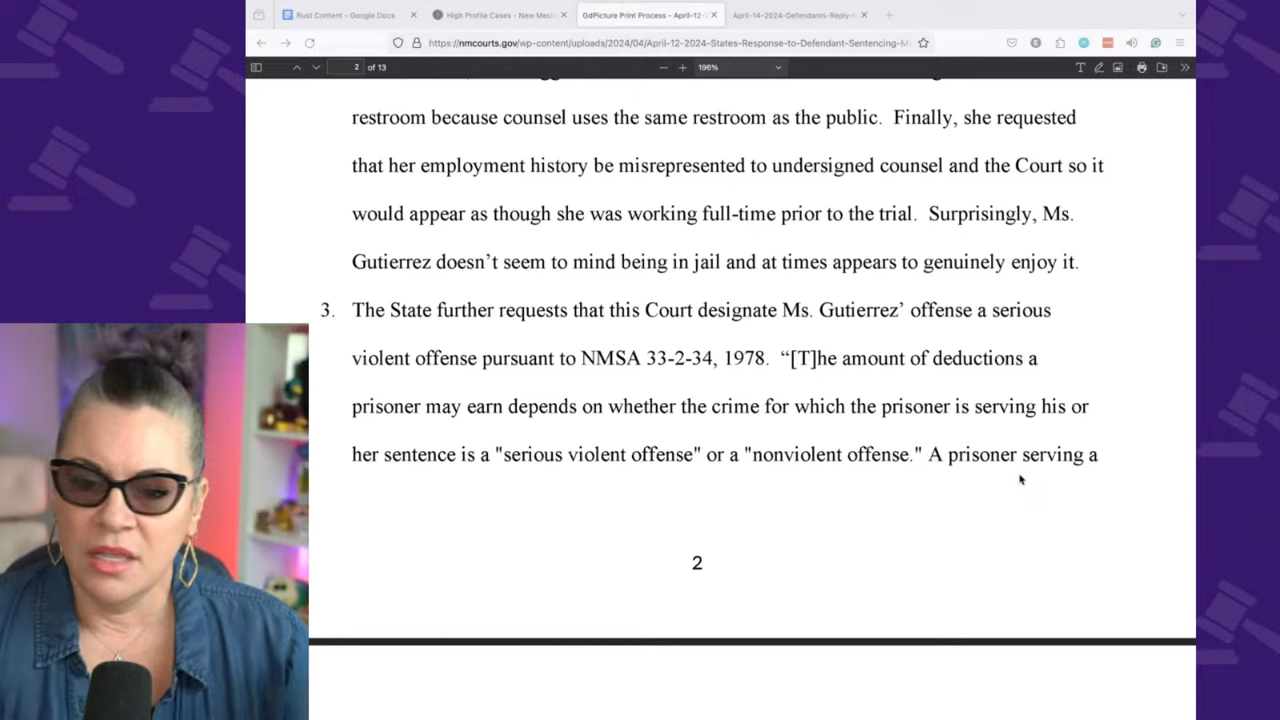 Rust Content – Google Docs
High Profile Cases - New Mexi
GdPicture Print Process - April-12-
April-14-2024-Defendants-Reply-
https://nmcourts.gov/wp-content/uploads/2024/04/April-12-2024-States-Response-to-Defendant-Sentencing-M
2 of 13
196%
restroom because counsel uses the same restroom as the public. Finally, she requested
that her employment history be misrepresented to undersigned counsel and the Court so it
would appear as though she was working full-time prior to the trial. Surprisingly, Ms.
Gutierrez doesn't seem to mind being in jail and at times appears to genuinely enjoy it.
3. The State further requests that this Court designate Ms. Gutierrez' offense a serious
violent offense pursuant to NMSA 33-2-34, 1978. "[T]he amount of deductions a
prisoner may earn depends on whether the crime for which the prisoner is serving his or
her sentence is a "serious violent offense" or a "nonviolent offense." A prisoner serving a
2